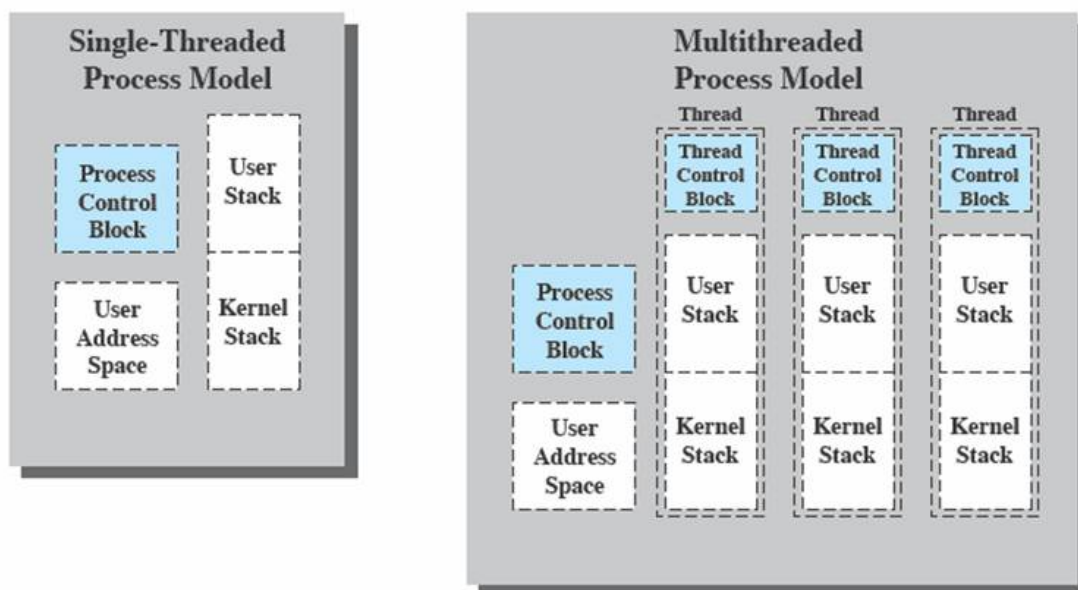 Single-Threaded
Process Model
Process
Control
Block
User
Stack
User
Address
Space
Kernel
Stack
Multithreaded
Process Model
Thread
Thread
Thread
Thread
Control
Block
Thread
Control
Block
Thread
Control
Block
Process
Control
Block
User
Stack
User
Stack
User
Stack
User
Address
Space
Kernel
Stack
Kernel
Stack
Kernel
Stack